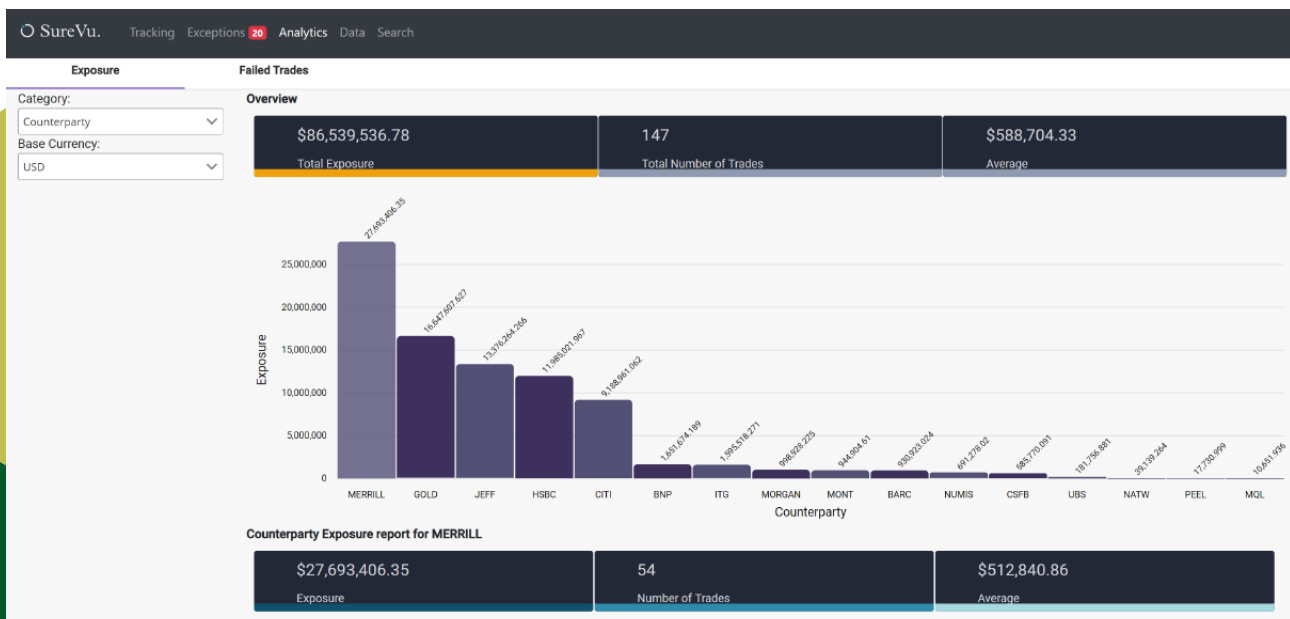 SureVu. Tracking Exceptions 20 Analytics Data Search
Exposure Failed Trades
Category:
Counterparty
Base Currency:
USD
Overview
$86,539,536.78 147 $588,704.33
Total Exposure Total Number of Trades Average
27,693,406.35
16,647,607.627
13,376,264.266
11,985,021.967
9,188,961.062
1,651,674.189
1,595,518.271
998,928.225
944,904.61
930,923.024
691,278.02
585,770.091
181,756.881
39,139.264
17,730.999
10,651.936
Exposure
25,000,000
20,000,000
15,000,000
10,000,000
5,000,000
0
MERRILL GOLD JEFF HSBC CITI BNP ITG MORGAN MONT BARC NUMIS CSFB UBS NATW PEEL MQL
Counterparty
Counterparty Exposure report for MERRILL
$27,693,406.35 54 $512,840.86
Exposure Number of Trades Average